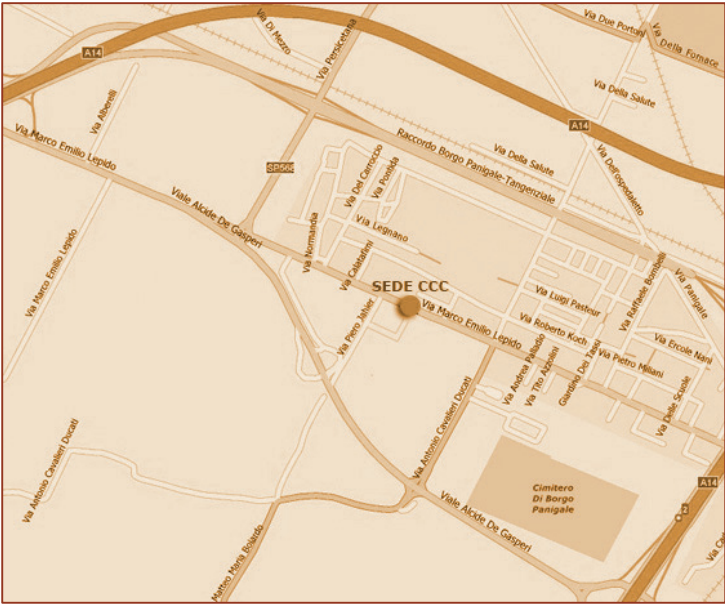 Via Due Portoni
Via Della Fornace
Via Di Mezzo
Via Persicetana
A14
Via Della Salute
Via Alberelli
A14
Via Marco Emilio Lepido
Raccordo Borgo Panigale-Tangenziale
Via Della Salute
Via Dell'ospedaletto
SP568
Via Del Carroccio
Via Pontida
Viale Alcide De Gasperi
Via Normandia
Via Legnano
Via Calatafini
Via Marco Emilio Lepido
Via Raffaele Bombelli
Via Panigale
SEDE CCC
Via Luigi Pasteur
Via Marco Emilio Lepido
Via Roberto Koch
Via Piero Jahier
Via Ercole Nani
Via Pietro Miliani
Via Andrea Palladio
Via Tito Azzolini
Giardino Dei Tassi
Via Delle Scuole
Via Antonio Cavalieri Ducati
Via Antonio Cavalieri Ducati
A14
Cimitero
Di Borgo
Panigale
Viale Alcide De Gasperi
Matteo Maria Boiardo